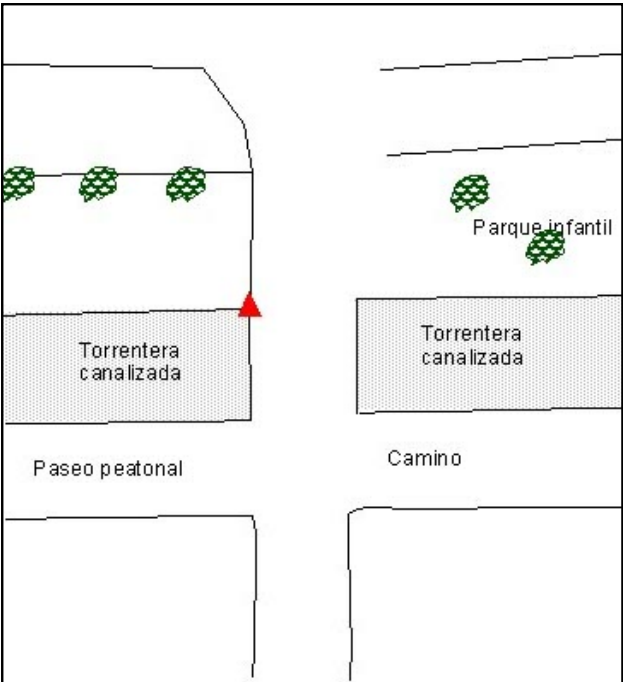 Parque infantil
Torrentera
canalizada
Torrentera
canalizada
Paseo peatonal
Camino